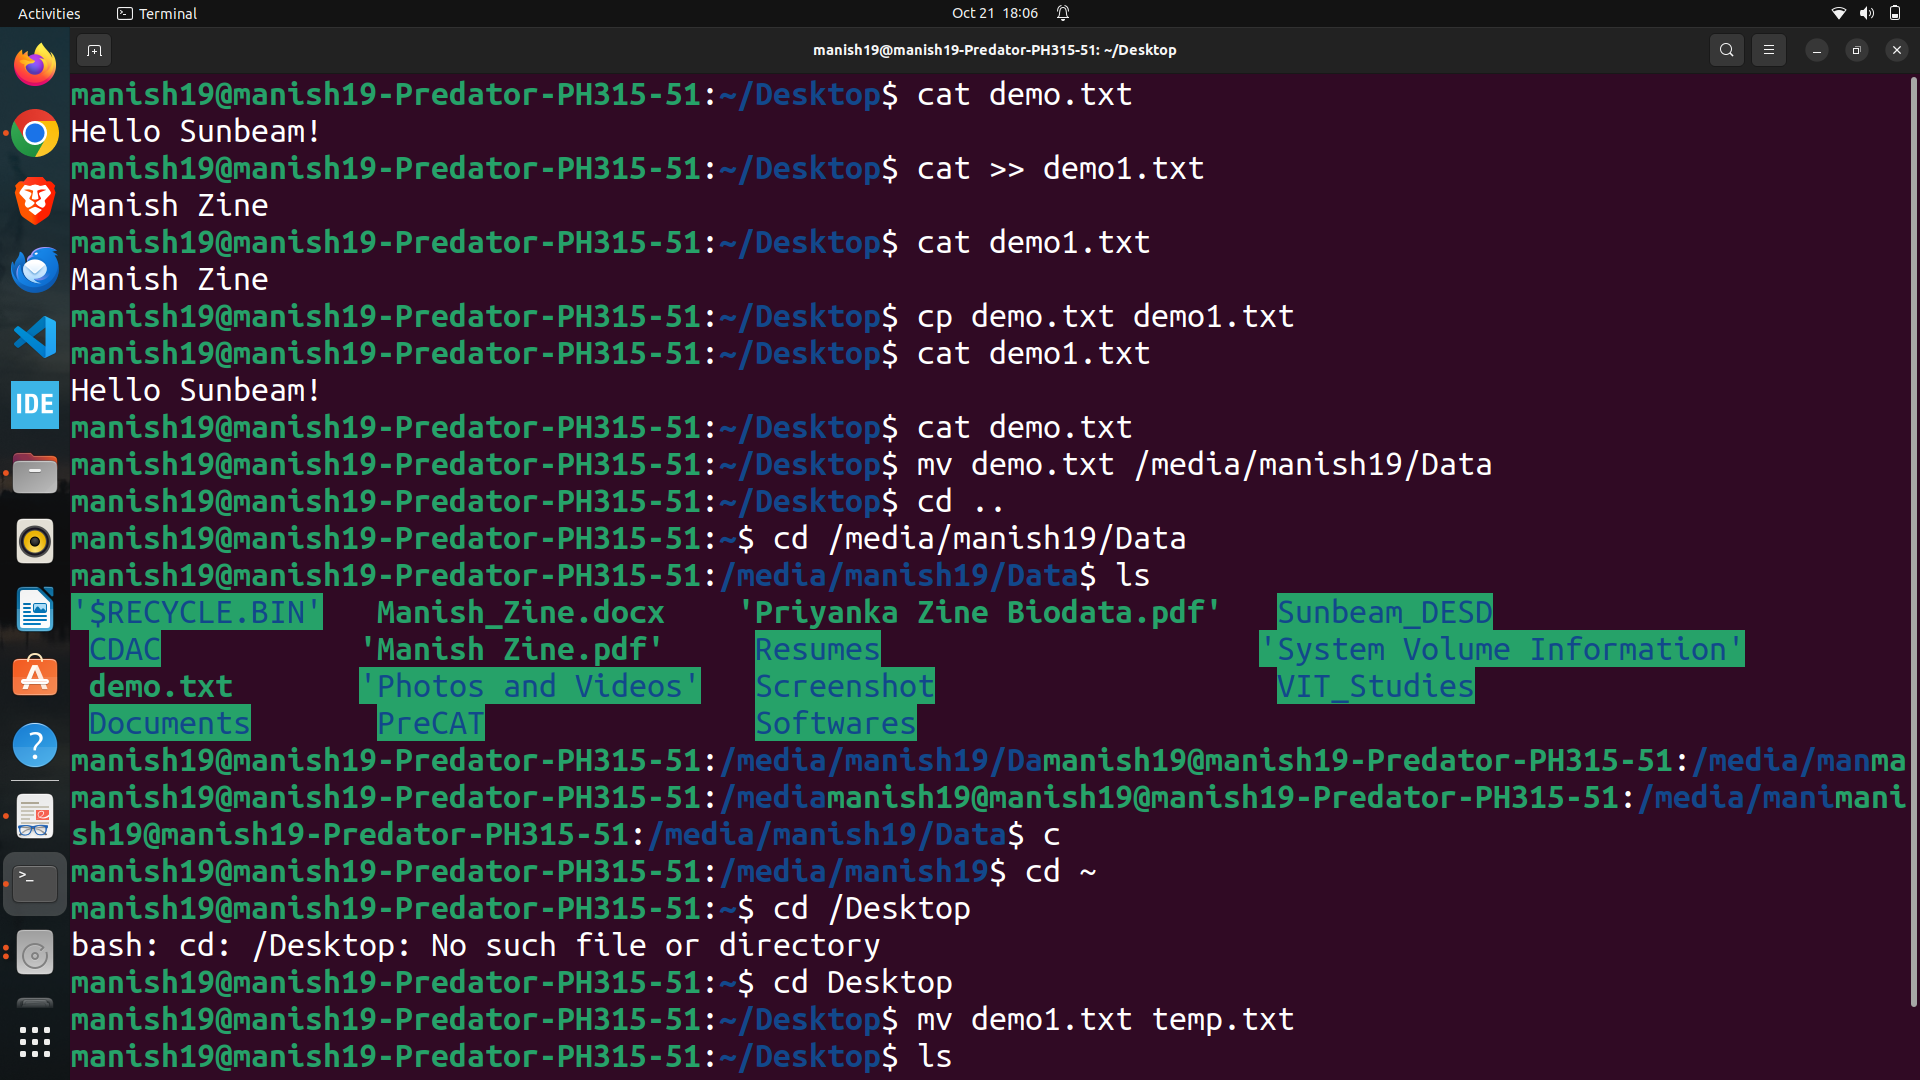 Activities Terminal Oct 21 18:06
manish19@manish19-Predator-PH315-51: ~/Desktop
manish19@manish19-Predator-PH315-51:~/Desktop$ cat demo.txt
Hello Sunbeam!
manish19@manish19-Predator-PH315-51:~/Desktop$ cat >> demo1.txt
Manish Zine
manish19@manish19-Predator-PH315-51:~/Desktop$ cat demo1.txt
Manish Zine
manish19@manish19-Predator-PH315-51:~/Desktop$ cp demo.txt demo1.txt
manish19@manish19-Predator-PH315-51:~/Desktop$ cat demo1.txt
Hello Sunbeam!
manish19@manish19-Predator-PH315-51:~/Desktop$ cat demo.txt
manish19@manish19-Predator-PH315-51:~/Desktop$ mv demo.txt /media/manish19/Data
manish19@manish19-Predator-PH315-51:~/Desktop$ cd ..
manish19@manish19-Predator-PH315-51:~$ cd /media/manish19/Data
manish19@manish19-Predator-PH315-51:/media/manish19/Data$ ls
'$RECYCLE.BIN' Manish_Zine.docx 'Priyanka Zine Biodata.pdf' Sunbeam_DESD
CDAC 'Manish Zine.pdf' Resumes 'System Volume Information'
demo.txt 'Photos and Videos' Screenshot VIT_Studies
Documents PreCAT Softwares
manish19@manish19-Predator-PH315-51:/media/manish19/Damanish19@manish19-Predator-PH315-51:/media/manma
manish19@manish19-Predator-PH315-51:/mediamanish19@manish19@manish19-Predator-PH315-51:/media/manimani
sh19@manish19-Predator-PH315-51:/media/manish19/Data$ c
manish19@manish19-Predator-PH315-51:/media/manish19$ cd ~
manish19@manish19-Predator-PH315-51:~$ cd /Desktop
bash: cd: /Desktop: No such file or directory
manish19@manish19-Predator-PH315-51:~$ cd Desktop
manish19@manish19-Predator-PH315-51:~/Desktop$ mv demo1.txt temp.txt
manish19@manish19-Predator-PH315-51:~/Desktop$ ls
IDE